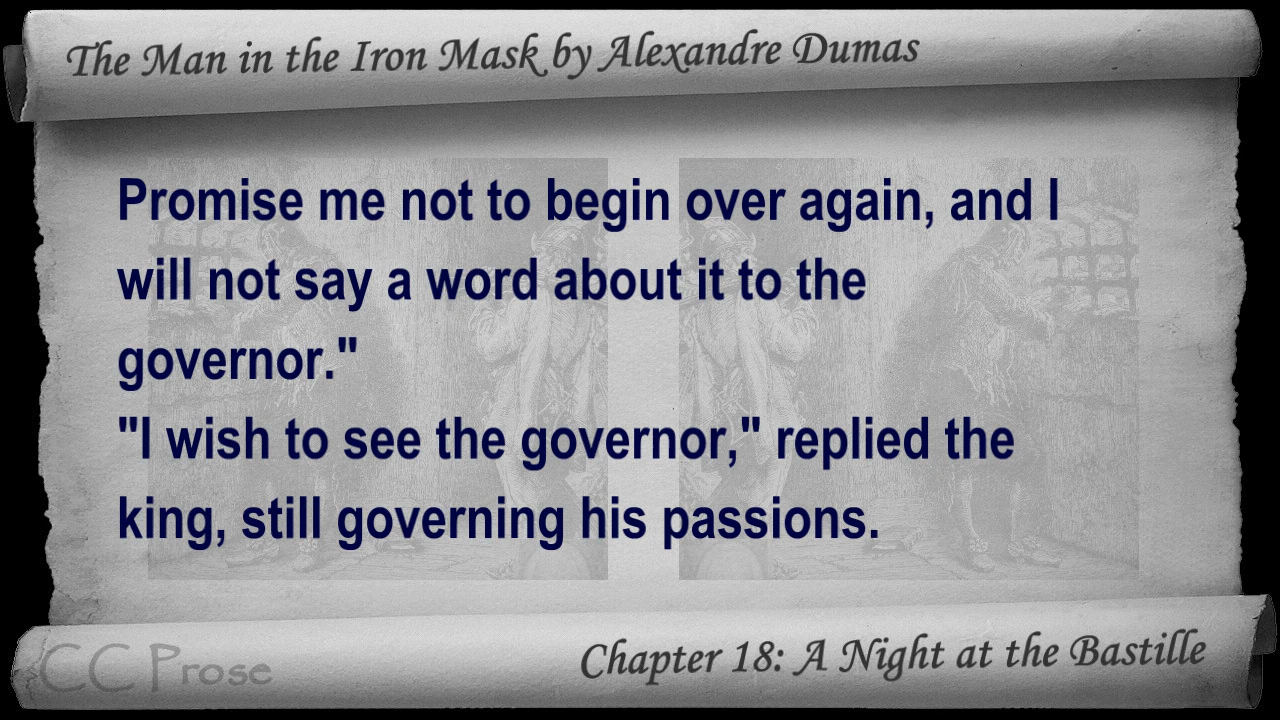 The Man in the Iron Mask by Alexandre Dumas
Promise me not to begin over again, and I
will not say a word about it to the
governor."
"I wish to see the governor," replied the
king, still governing his passions.
CC Prose
Chapter 18: A Night at the Bastille